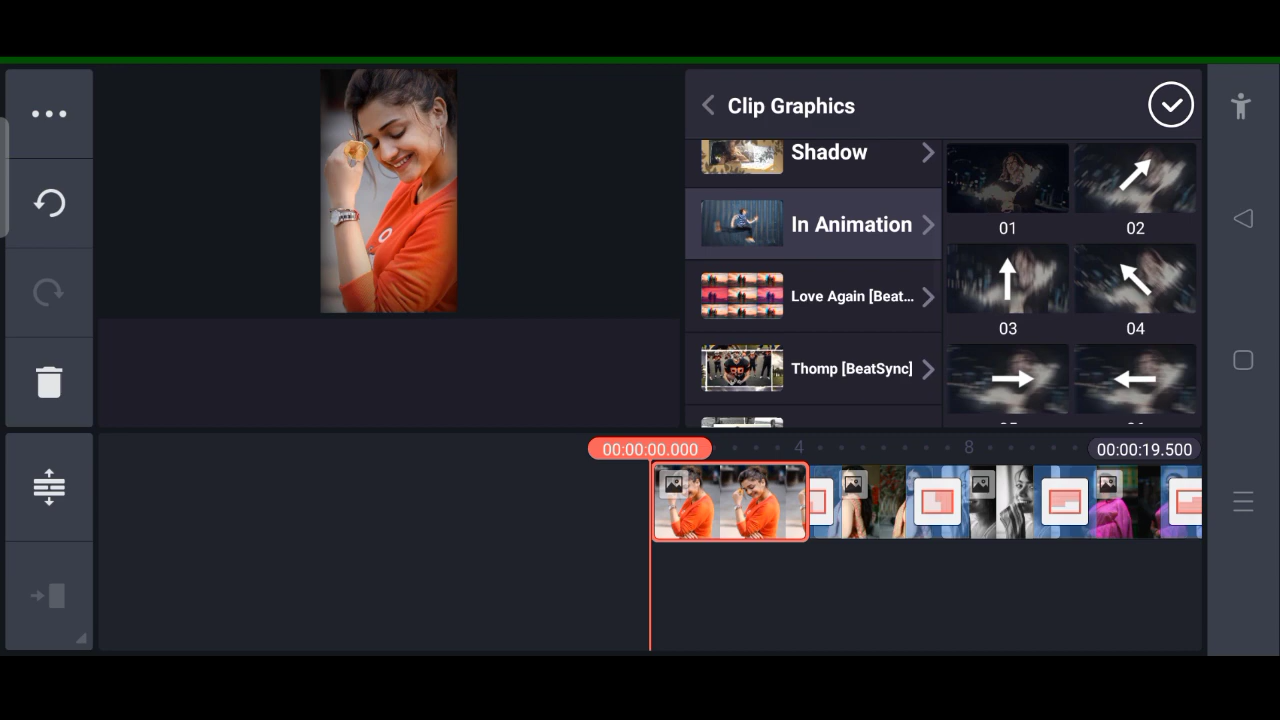 Clip Graphics
Shadow
In Animation
Love Again [Beat...
Thomp [BeatSync]
01
02
03
04
00:00:00.000
4
8
00:00:19.500